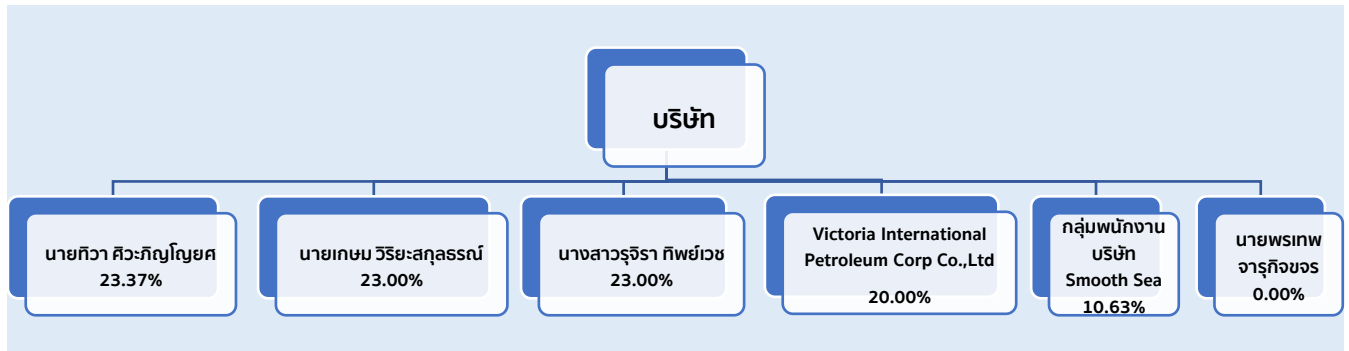 บริษัท
นายทิวา ศิวะภิญโญยศ
23.37%
นายเกษม วิริยะสกุลธรณ์
23.00%
นางสาวรุจิรา ทิพย์เวช
23.00%
Victoria International
Petroleum Corp Co.,Ltd
20.00%
กลุ่มพนักงาน
บริษัท
Smooth Sea
10.63%
นายพรเทพ
จารุกิจขจร
0.00%